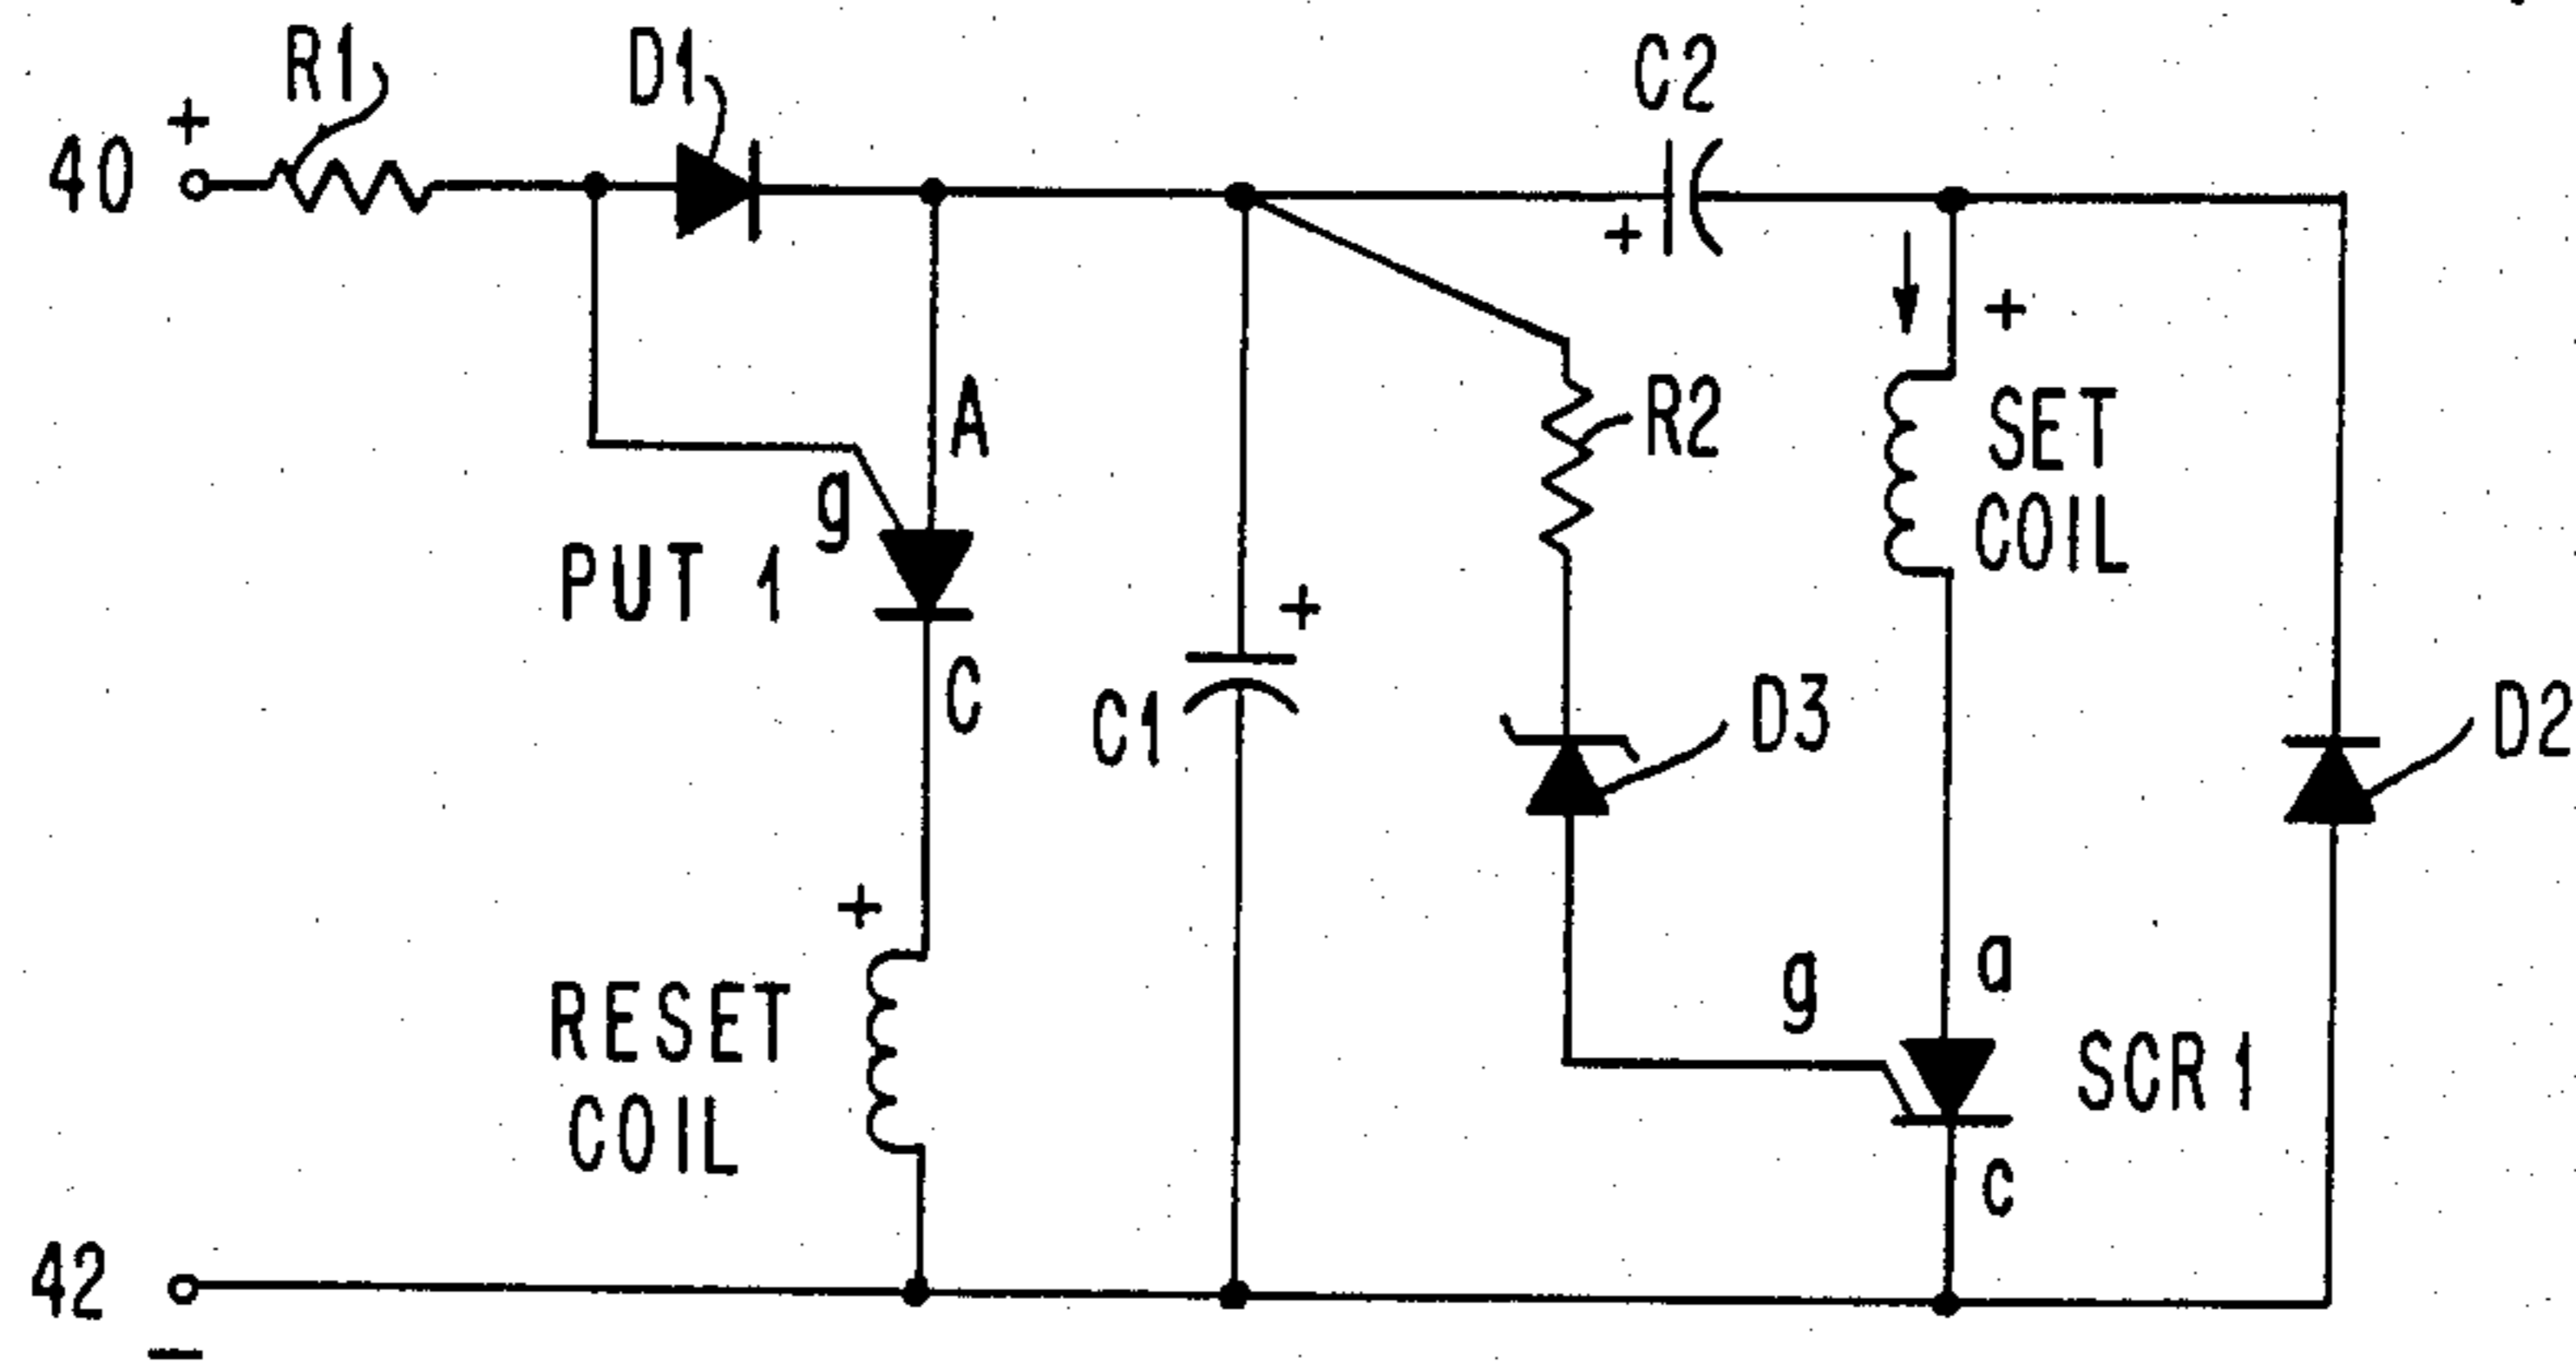 R1
D1
C2
40
+
+
A
+
R2
SET
COIL
g
PUT 1
+
C
C1
D3
D2
+
g
a
RESET
COIL
SCR 1
c
42
−